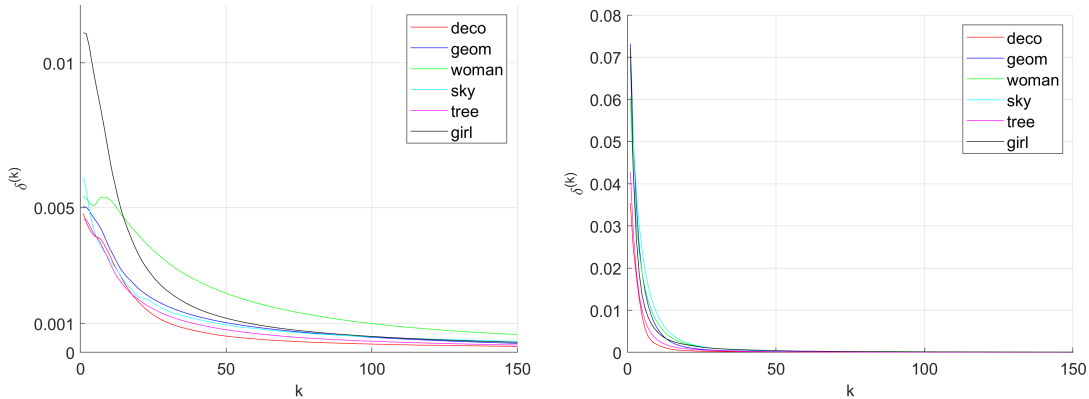 deco
geom
woman
sky
tree
girl
0.01
0.005
0.001
0
δ(k)
0
50
100
150
k
deco
geom
woman
sky
tree
girl
0.08
0.07
0.06
0.05
0.04
0.03
0.02
0.01
0
δ(k)
0
50
100
150
k